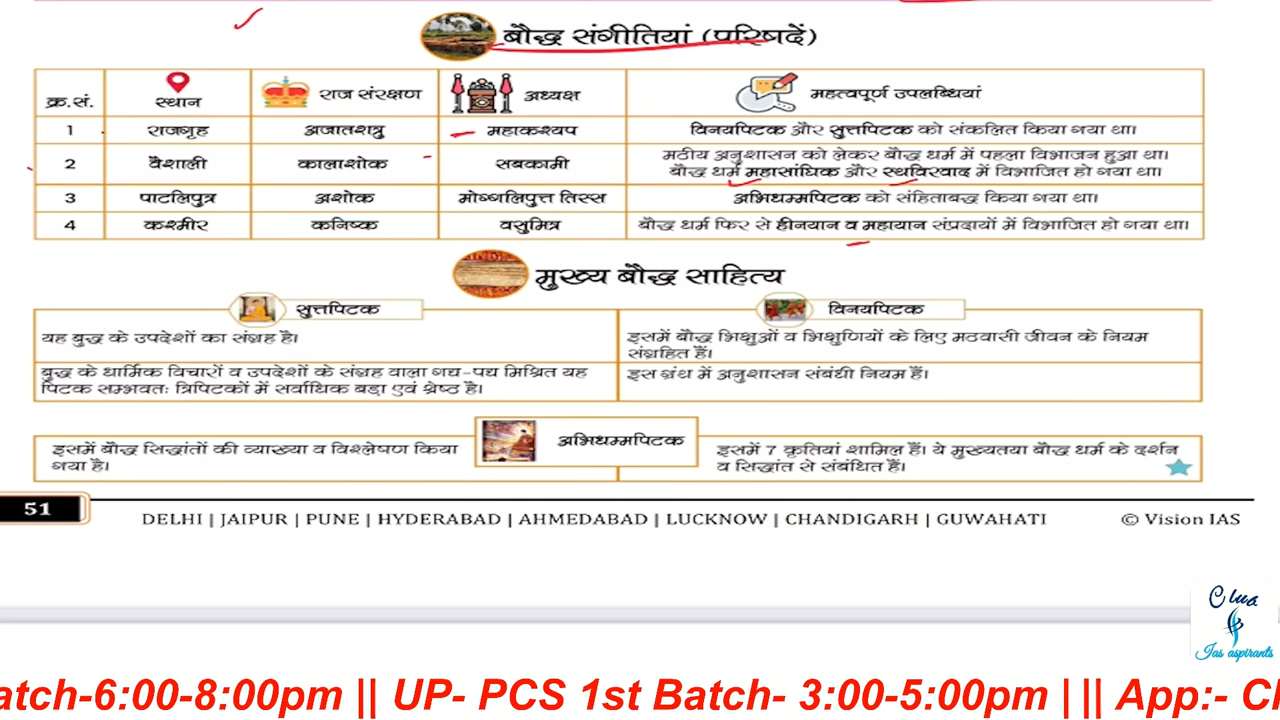 बौद्ध संगीतियां (परिषदें)
क्र.सं. स्थान राज संरक्षण अध्यक्ष महत्वपूर्ण उपलब्धियां
1 राजगृह अजातशत्रु महाकश्यप विनयपिटक और सुत्तपिटक को संकलित किया गया था।
2 वैशाली कालाशोक सबकामी मठीय अनुशासन को लेकर बौद्ध धर्म में पहला विभाजन हुआ था।
बौद्ध धर्म महासांधिक और स्थविरवाद में विभाजित हो गया था।
3 पाटलिपुत्र अशोक मोग्गलिपुत्त तिस्स अभिधम्मपिटक को संहिताबद्ध किया गया था।
4 कश्मीर कनिष्क वसुमित्र बौद्ध धर्म फिर से हीनयान व महायान संप्रदायों में विभाजित हो गया था।
मुख्य बौद्ध साहित्य
सुत्तपिटक
यह बुद्ध के उपदेशों का संग्रह है।
बुद्ध के धार्मिक विचारों व उपदेशों के संग्रह वाला गद्य-पद्य मिश्रित यह
पिटक सम्भवतः त्रिपिटकों में सर्वाधिक बड़ा एवं श्रेष्ठ है।
विनयपिटक
इसमें बौद्ध भिक्षुओं व भिक्षुणियों के लिए मठवासी जीवन के नियम
संग्रहित हैं।
इस ग्रंथ में अनुशासन संबंधी नियम हैं।
अभिधम्मपिटक
इसमें बौद्ध सिद्धांतों की व्याख्या व विश्लेषण किया
गया है।
इसमें 7 कृतियां शामिल हैं। ये मुख्यतया बौद्ध धर्म के दर्शन
व सिद्धांत से संबंधित हैं।
51
DELHI | JAIPUR | PUNE | HYDERABAD | AHMEDABAD | LUCKNOW | CHANDIGARH | GUWAHATI
© Vision IAS
Clue
Ias aspirants
atch-6:00-8:00pm || UP- PCS 1st Batch- 3:00-5:00pm | || App:- Cl